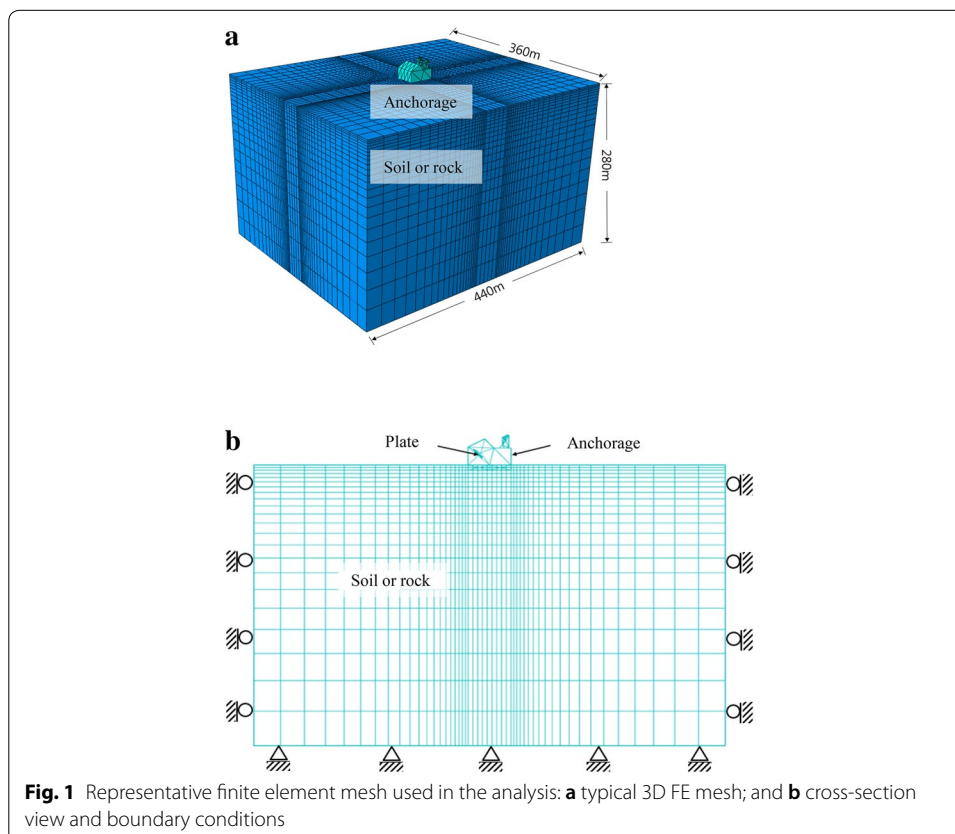 a
360m
Anchorage
Soil or rock
280m
440m
b
Plate
Anchorage
Soil or rock
Fig. 1 Representative finite element mesh used in the analysis: a typical 3D FE mesh; and b cross-section
view and boundary conditions